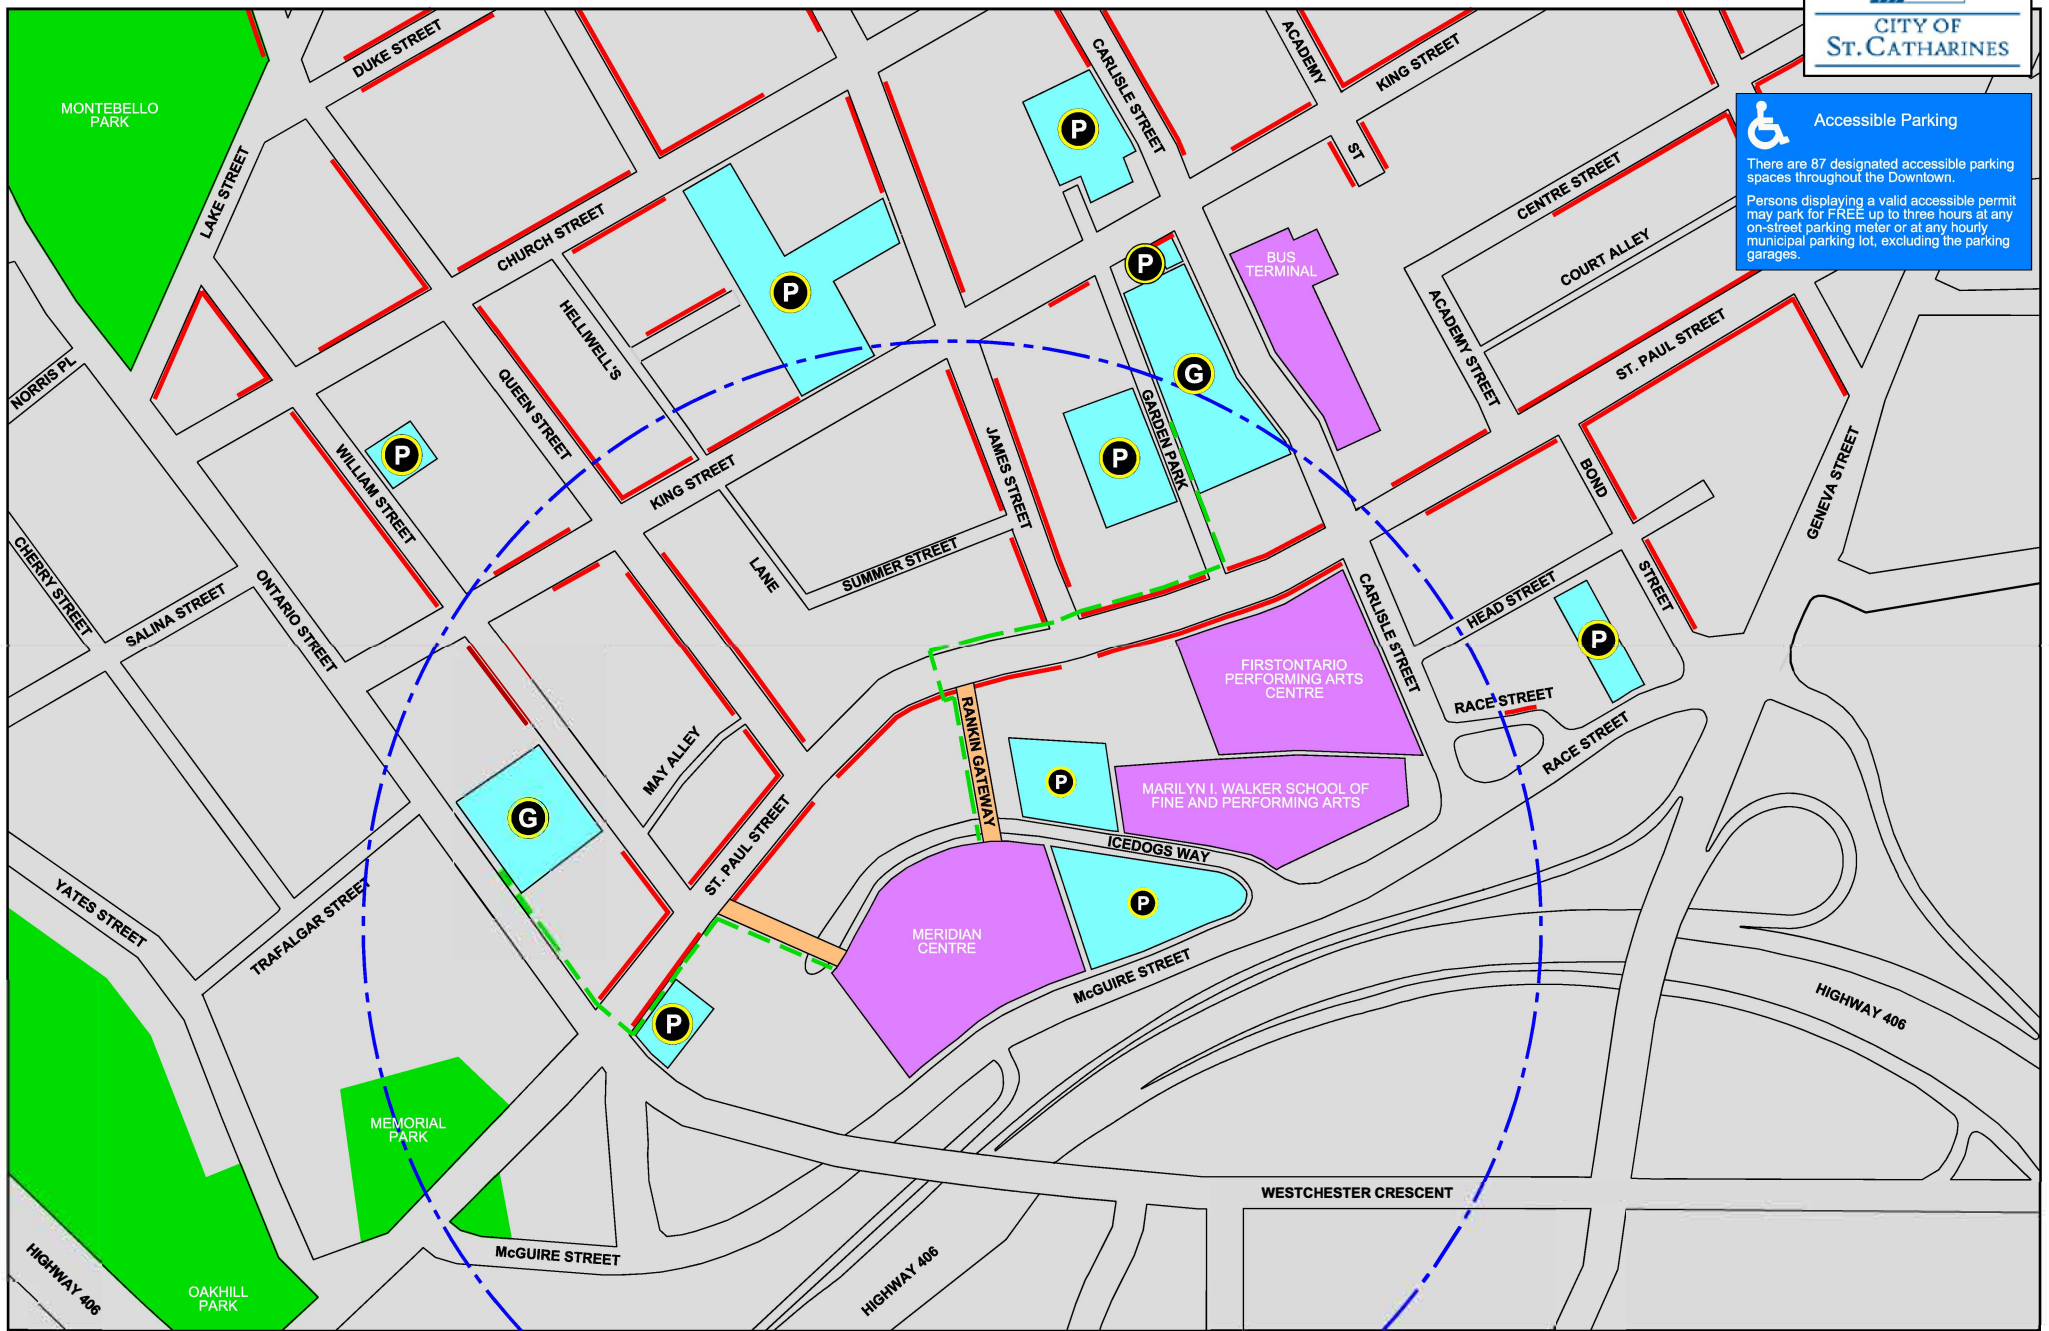 CITY OF
ST. CATHARINES
Accessible Parking
There are 87 designated accessible parking
spaces throughout the Downtown.
Persons displaying a valid accessible permit
may park for FREE up to three hours at any
on-street parking meter or at any hourly
municipal parking lot, excluding the parking
garages.
MONTEBELLO
PARK
DUKE STREET
CARLISLE STREET
ACADEMY
KING STREET
P
ST
LAKE STREET
CENTRE STREET
CHURCH STREET
COURT ALLEY
BUS
TERMINAL
P
P
HELLIWELL'S
ACADEMY STREET
ST. PAUL STREET
NORRIS PL
G
QUEEN STREET
GARDEN PARK
P
P
WILLIAM STREET
KING STREET
JAMES STREET
BOND
GENEVA STREET
CHERRY STREET
LANE
SUMMER STREET
ONTARIO STREET
SALINA STREET
CARLISLE STREET
HEAD STREET
STREET
P
FIRSTONTARIO
PERFORMING ARTS
CENTRE
RACE STREET
RACE STREET
MAY ALLEY
RANKIN GATEWAY
P
MARILYN I. WALKER SCHOOL OF
FINE AND PERFORMING ARTS
G
ST. PAUL STREET
ICEDOGS WAY
P
YATES STREET
TRAFALGAR STREET
MERIDIAN
CENTRE
McGUIRE STREET
HIGHWAY 406
P
MEMORIAL
PARK
WESTCHESTER CRESCENT
McGUIRE STREET
HIGHWAY 406
HIGHWAY 406
OAKHILL
PARK